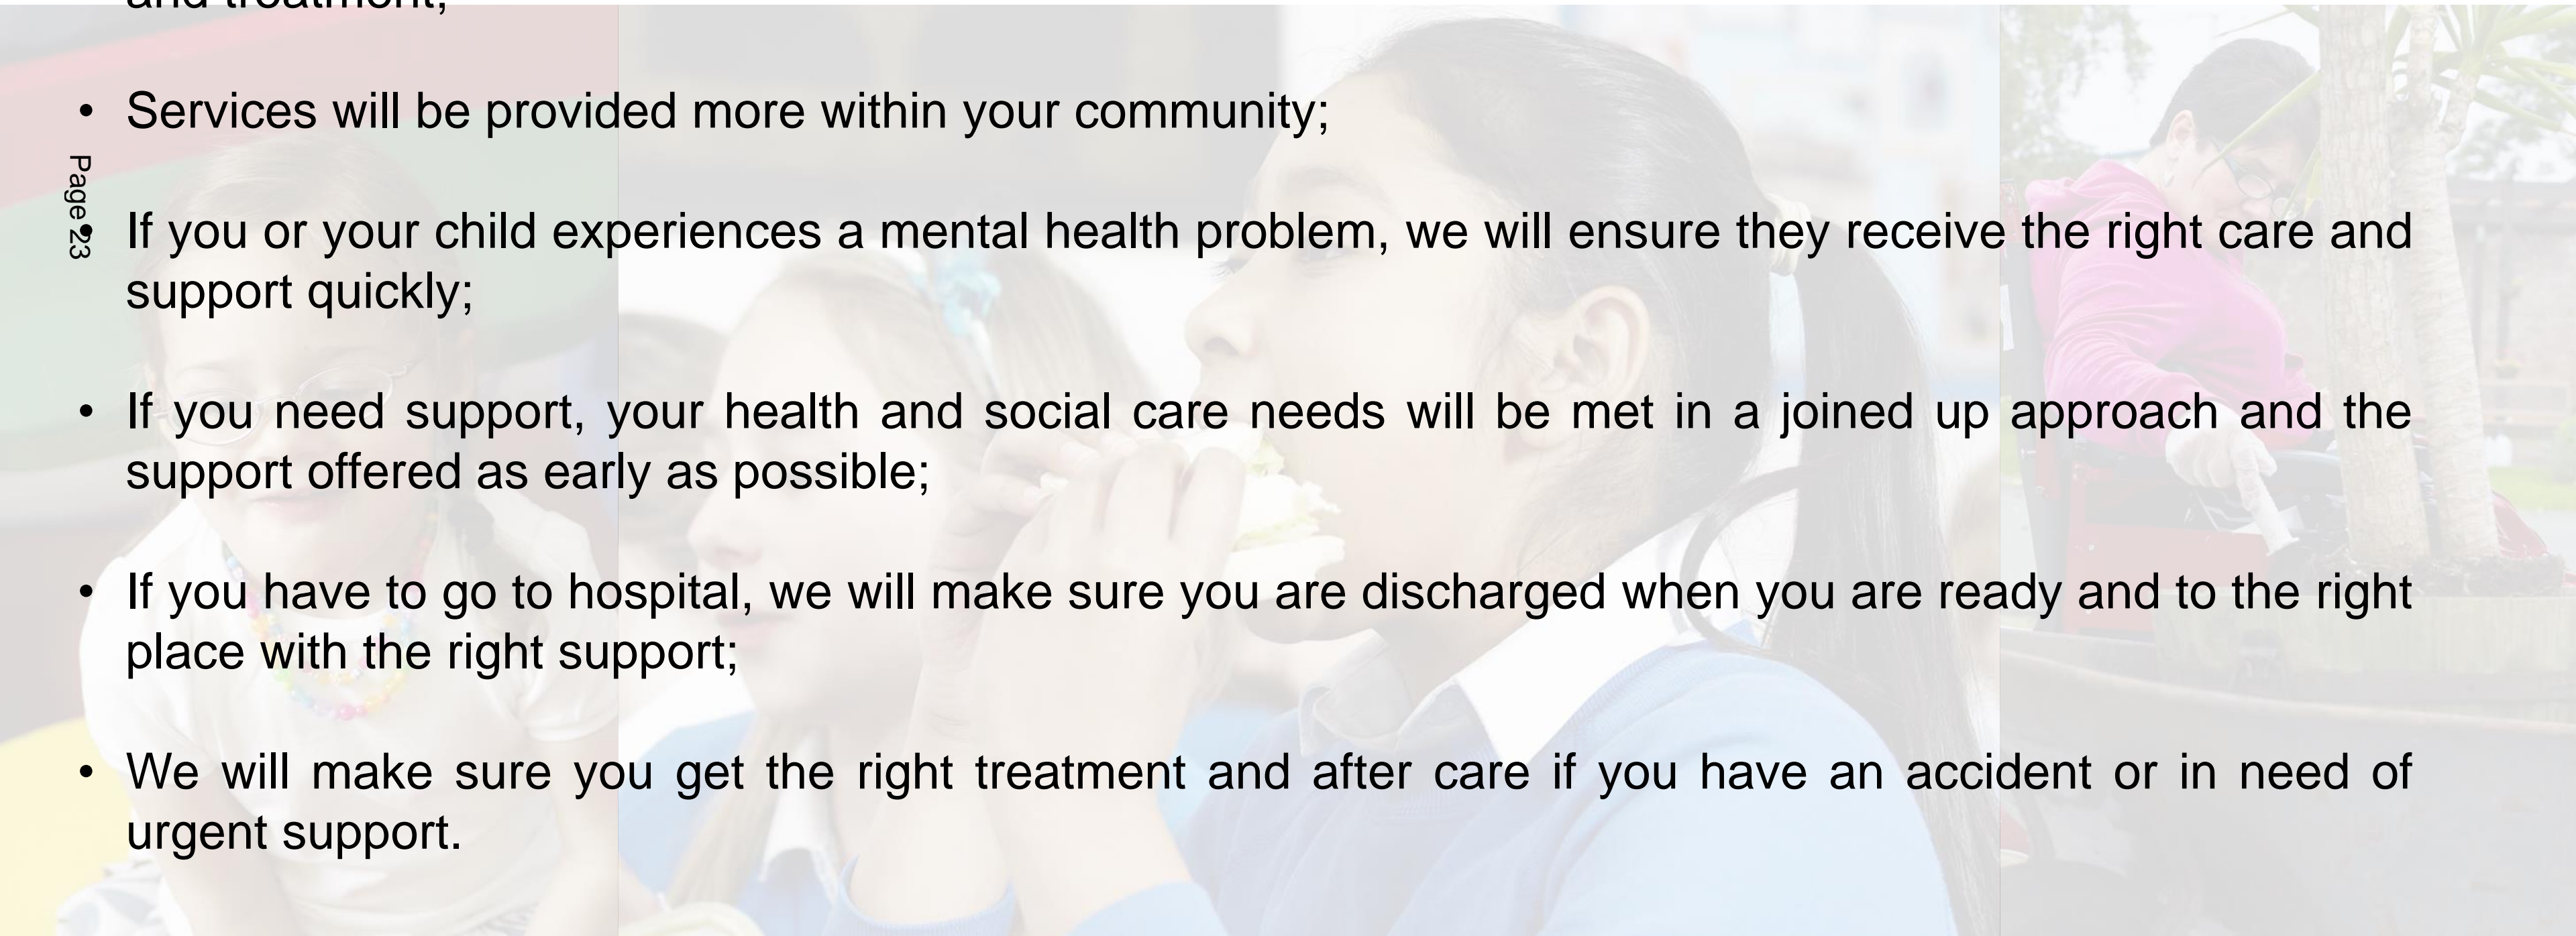 and treatment;
• Services will be provided more within your community;
Page 23
• If you or your child experiences a mental health problem, we will ensure they receive the right care and
support quickly;
• If you need support, your health and social care needs will be met in a joined up approach and the
support offered as early as possible;
• If you have to go to hospital, we will make sure you are discharged when you are ready and to the right
place with the right support;
• We will make sure you get the right treatment and after care if you have an accident or in need of
urgent support.